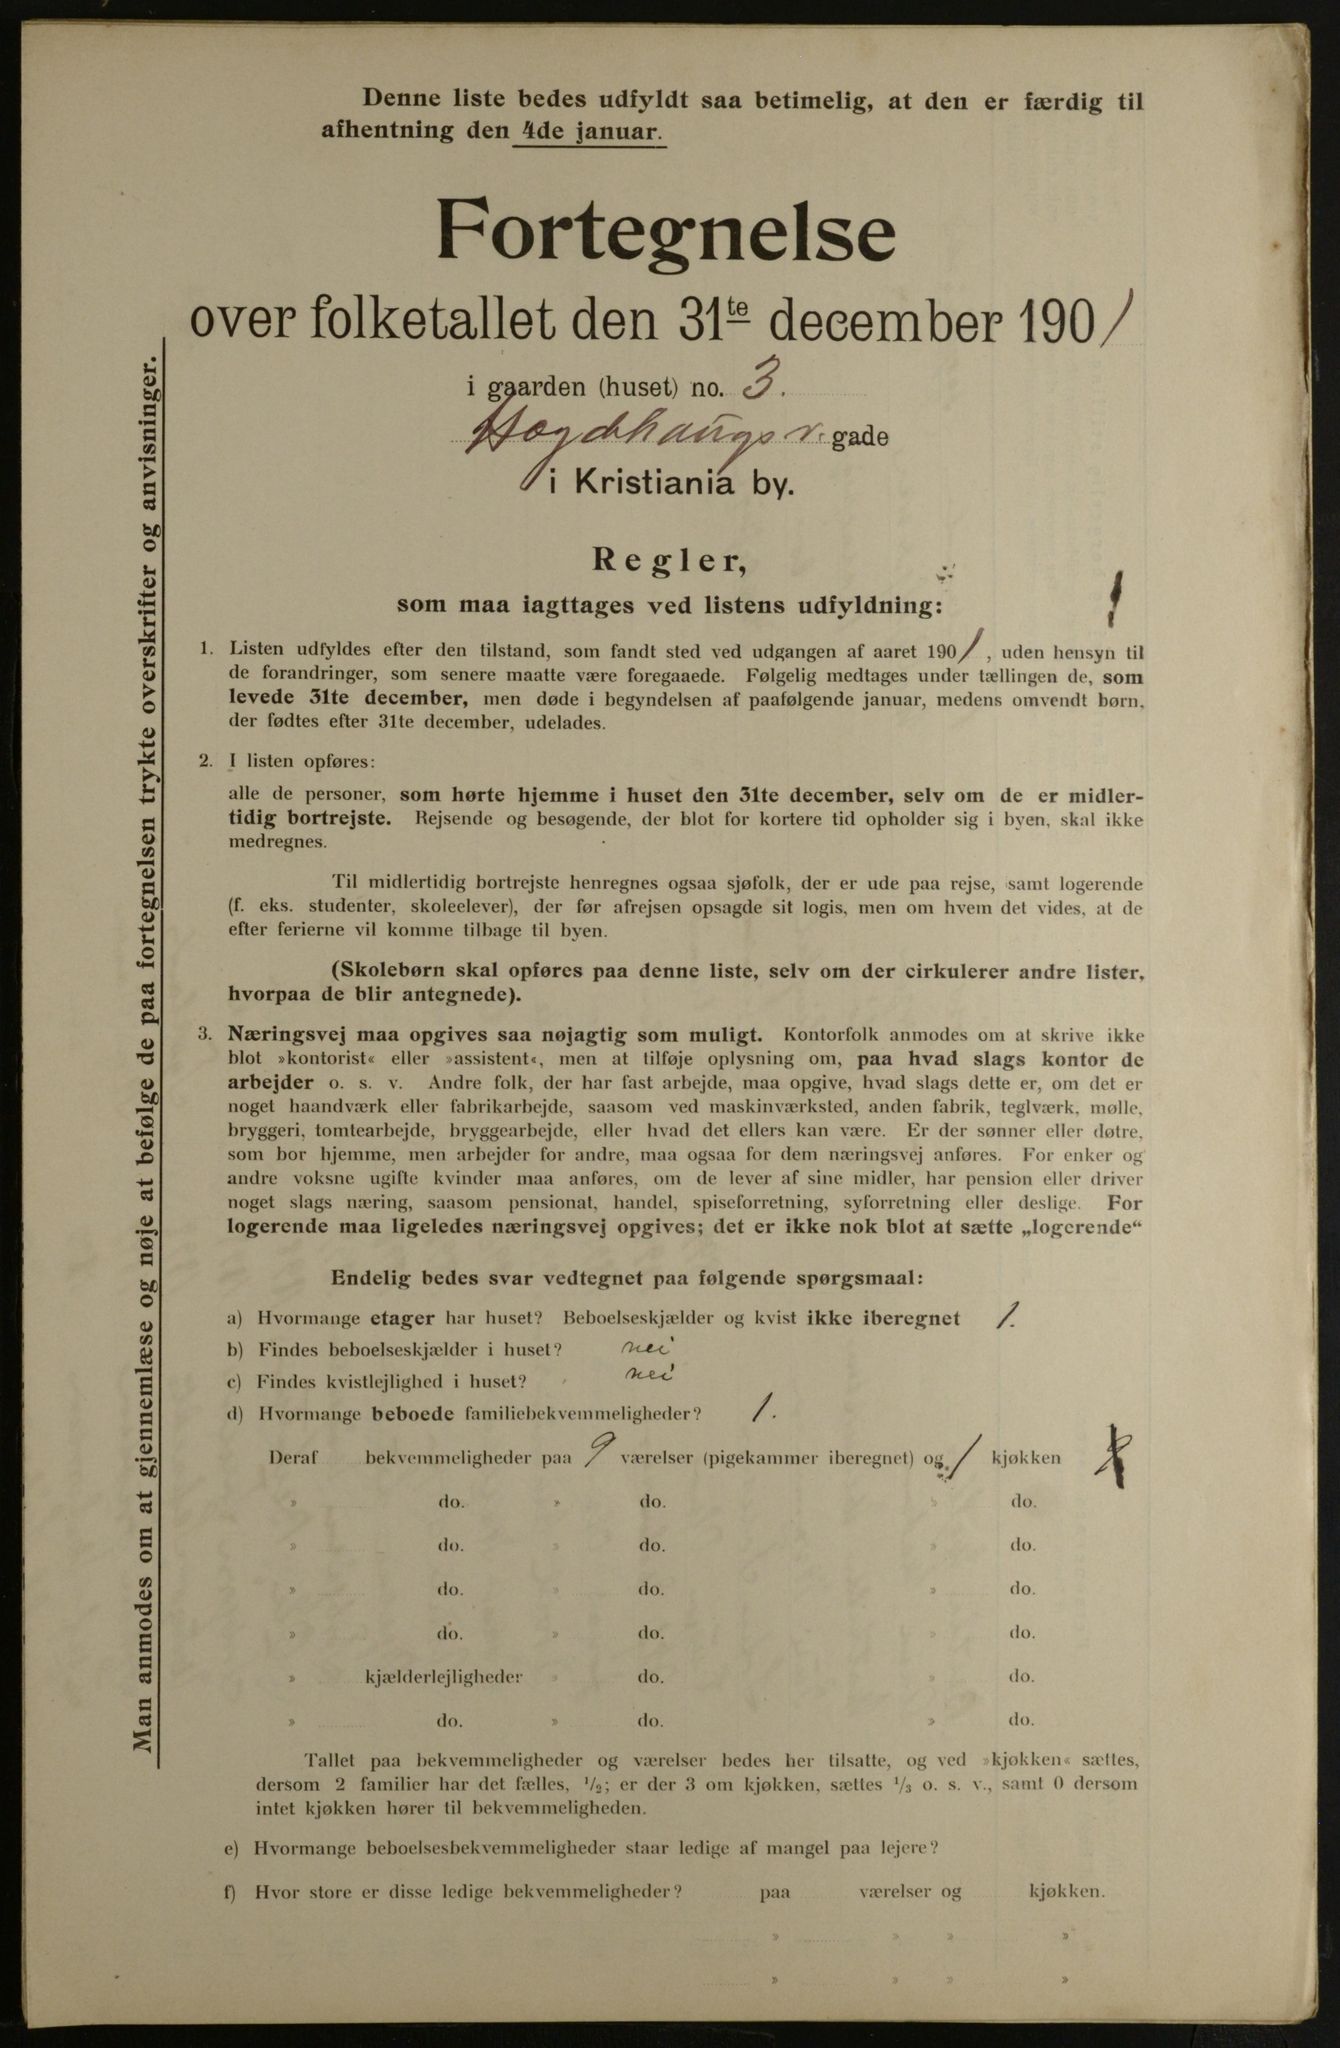 Denne liste bedes udfyldt saa betimelig, at den er færdig til
afhentning den 4de januar.
Fortegnelse
over folketallet den 31te december 1901
i gaarden (huset) no. 3.
Hegdehaugsv. gade
i Kristiania by.
Regler,
som maa iagttages ved listens udfyldning:
1
1. Listen udfyldes efter den tilstand, som fandt sted ved udgangen af aaret 1901, uden hensyn til
de forandringer, som senere maatte være foregaaede. Følgelig medtages under tællingen de, som
levede 31te december, men døde i begyndelsen af paafølgende januar, medens omvendt børn,
der fødtes efter 31te december, udelades.
2. I listen opføres:
alle de personer, som hørte hjemme i huset den 31te december, selv om de er midler-
tidig bortrejste. Rejsende og besøgende, der blot for kortere tid opholder sig i byen, skal ikke
medregnes.
Til midlertidig bortrejste henregnes ogsaa sjøfolk, der er ude paa rejse, samt logerende
(f. eks. studenter, skoleelever), der før afrejsen opsagde sit logis, men om hvem det vides, at de
efter ferierne vil komme tilbage til byen.
(Skolebørn skal opføres paa denne liste, selv om der cirkulerer andre lister,
hvorpaa de blir antegnede).
3. Næringsvej maa opgives saa nøjagtig som muligt. Kontorfolk anmodes om at skrive ikke
blot »kontorist« eller »assistent«, men at tilføje oplysning om, paa hvad slags kontor de
arbejder o. s. v. Andre folk, der har fast arbejde, maa opgive, hvad slags dette er, om det er
noget haandværk eller fabrikarbejde, saasom ved maskinværksted, anden fabrik, teglværk, mølle,
bryggeri, tomtearbejde, bryggearbejde, eller hvad det ellers kan være. Er der sønner eller døtre,
som bor hjemme, men arbejder for andre, maa ogsaa for dem næringsvej anføres. For enker og
andre voksne ugifte kvinder maa anføres, om de lever af sine midler, har pension eller driver
noget slags næring, saasom pensionat, handel, spiseforretning, syforretning eller deslige. For
logerende maa ligeledes næringsvej opgives; det er ikke nok blot at sætte „logerende“
Endelig bedes svar vedtegnet paa følgende spørgsmaal:
a) Hvormange etager har huset? Beboelseskjælder og kvist ikke iberegnet 1.
b) Findes beboelseskjælder i huset? nei
c) Findes kvistlejlighed i huset? nei
d) Hvormange beboede familiebekvemmeligheder? 1.
Deraf bekvemmeligheder paa 9 værelser (pigekammer iberegnet) og 1 kjøkken
» do. » do. » do.
» do. » do. » do.
» do. » do. » do.
» do. » do. » do.
» kjælderlejligheder » do. » do.
» do. » do. » do.
Tallet paa bekvemmeligheder og værelser bedes her tilsatte, og ved »kjøkken« sættes,
dersom 2 familier har det fælles, 1/2; er der 3 om kjøkken, sættes 1/3 o. s. v., samt 0 dersom
intet kjøkken hører til bekvemmeligheden.
e) Hvormange beboelsesbekvemmeligheder staar ledige af mangel paa lejere?
f) Hvor store er disse ledige bekvemmeligheder? paa værelser og kjøkken.
» » » »
» » » »
Man anmodes om at gjennemlæse og nøje at befølge de paa fortegnelsen trykte overskrifter og anvisninger.